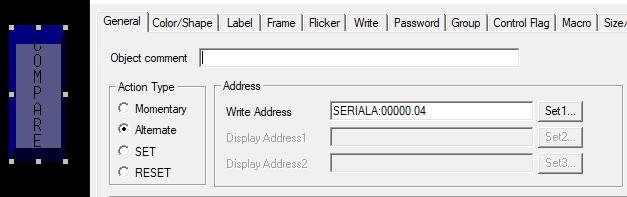 COMPARE
General Color/Shape Label Frame Flicker Write Password Group Control Flag Macro Size/
Object comment
Action Type
Momentary
Alternate
SET
RESET
Address
Write Address SERIALA:00000.04 Set1...
Display Address1 Set2...
Display Address2 Set3...